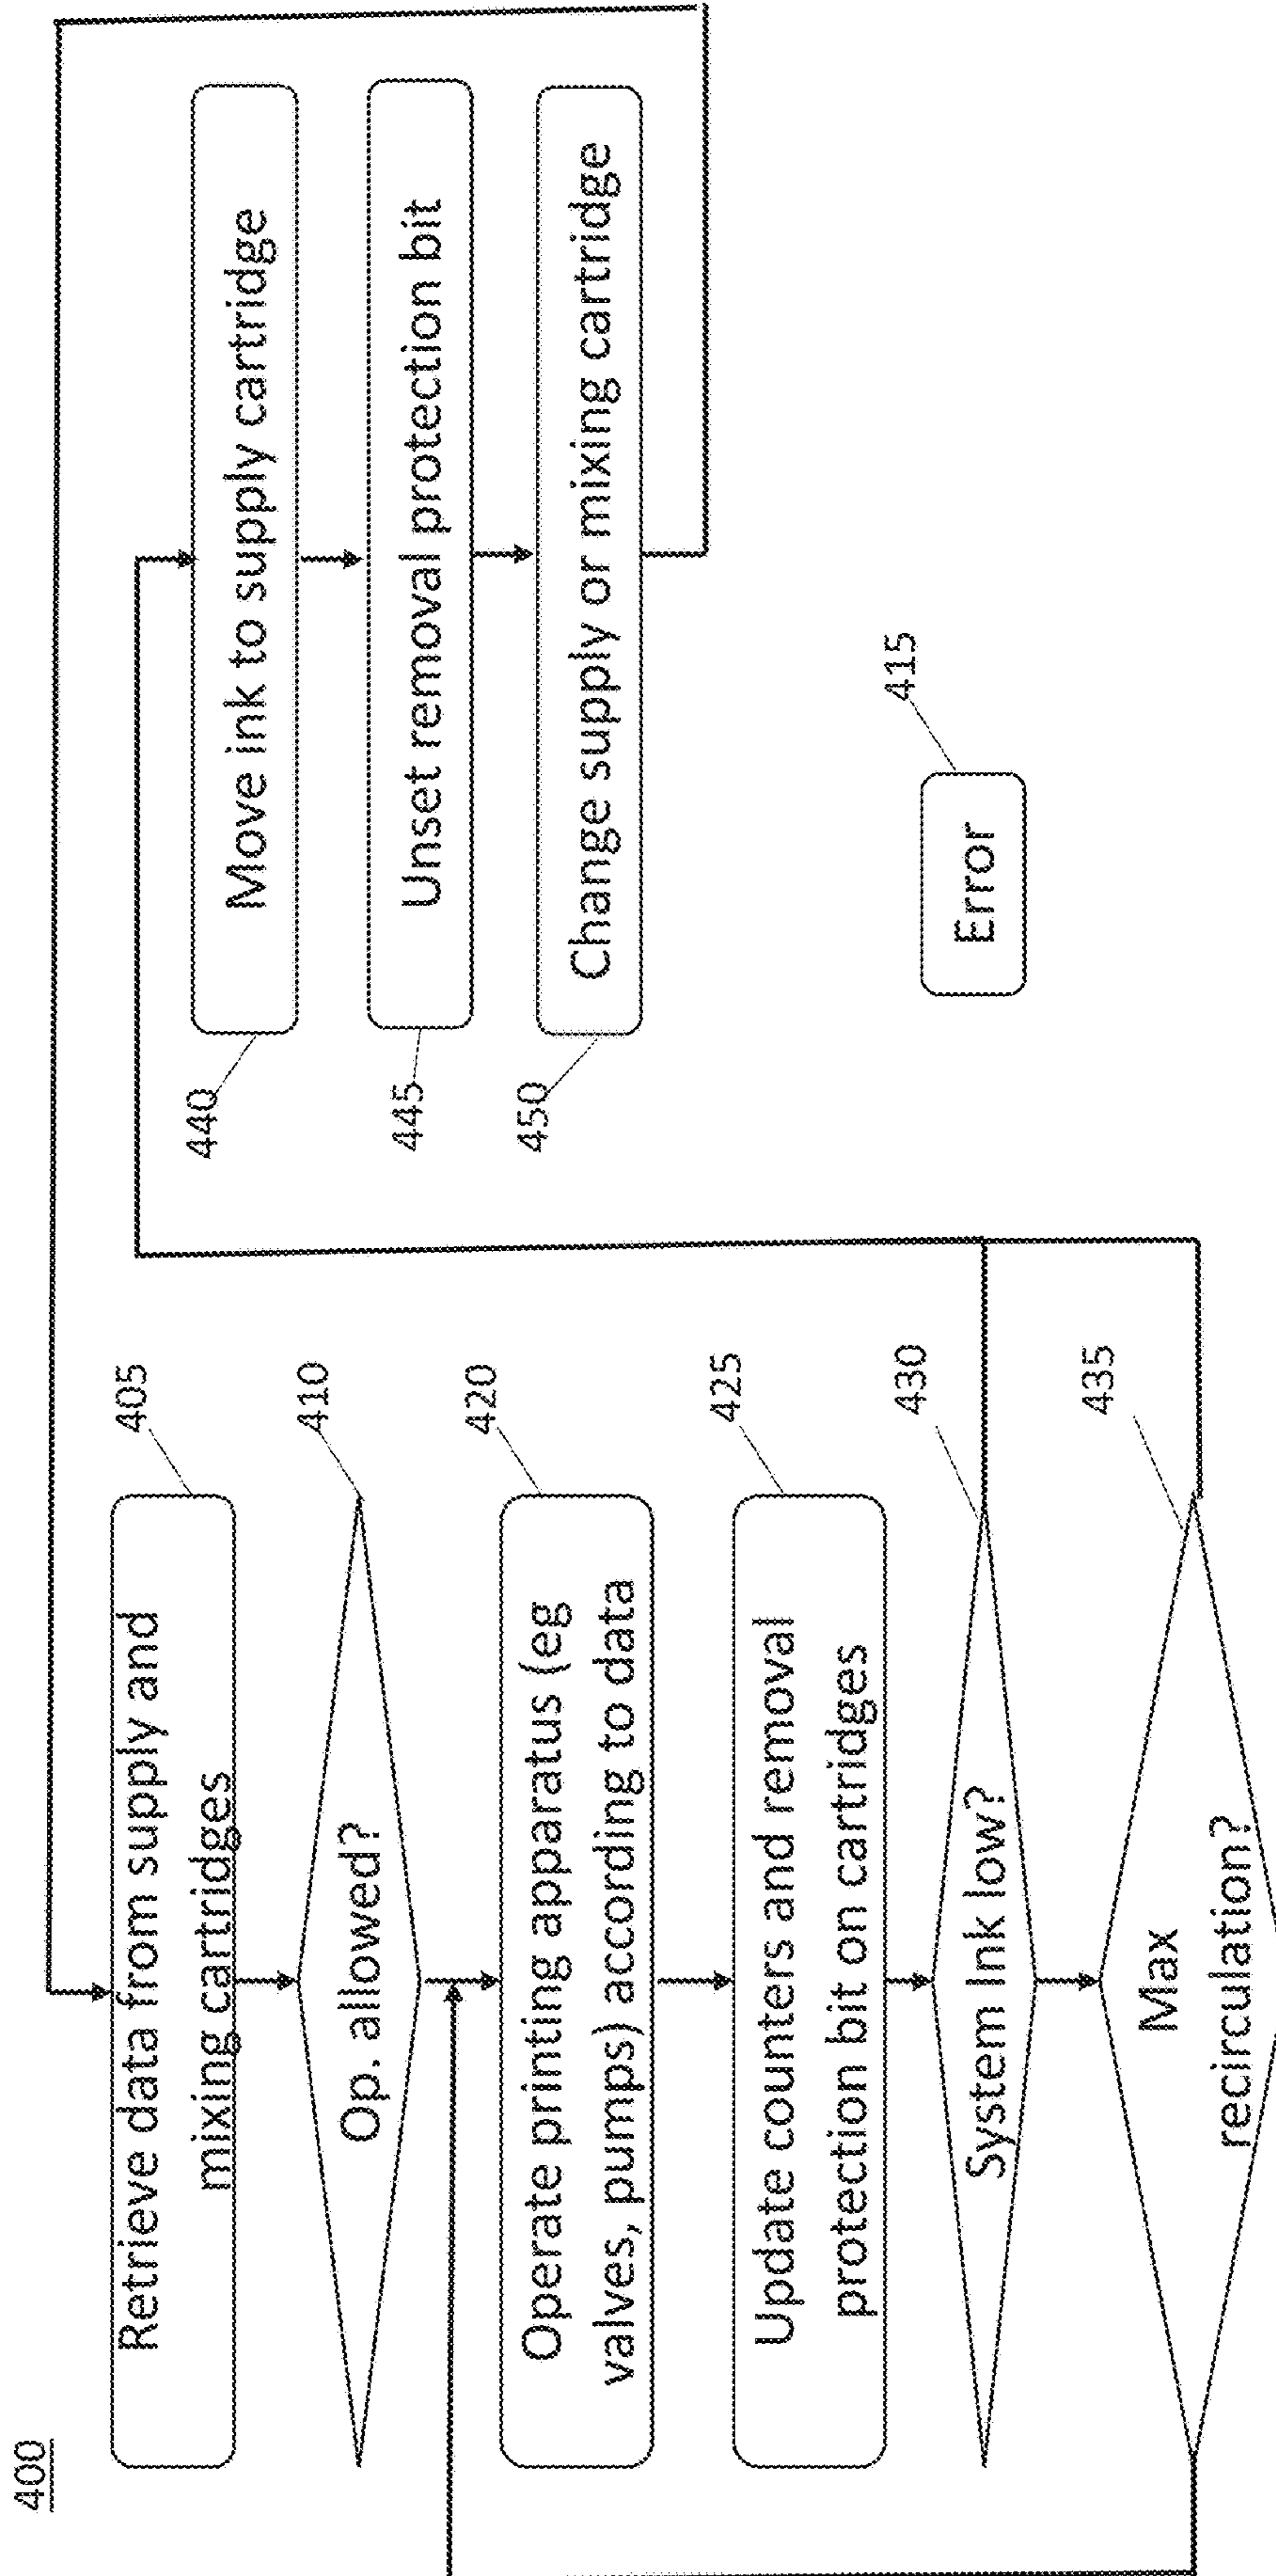 400
Retrieve data from supply and
mixing cartridges
405
Op. allowed?
410
Operate printing apparatus (eg
valves, pumps) according to data
420
Update counters and removal
protection bit on cartridges
425
System Ink low?
430
Max
recirculation?
435
440
Move ink to supply cartridge
445
Unset removal protection bit
450
Change supply or mixing cartridge
415
Error